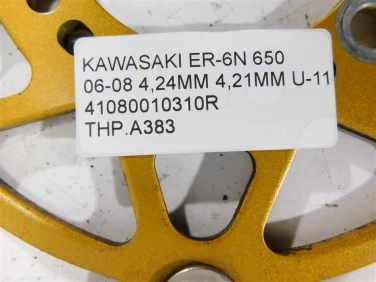 KAWASAKI ER-6N 650
06-08 4,24MM 4,21MM U-11
41080010310R
THP.A383